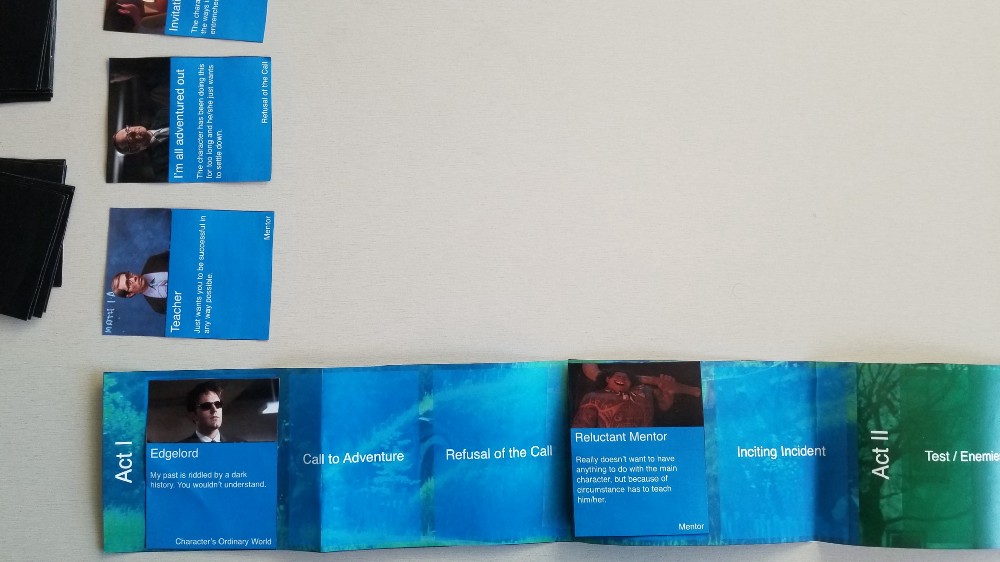 Invitati
The chara
the ways i
entrenche
I'm all adventured out
The character has been doing this
for too long and he/she just wants
to settle down.
Refusal of the Call
Teacher
Just wants you to be successful in
any way possible.
Mentor
Act I
Edgelord
My past is riddled by a dark
history. You wouldn't understand.
Character's Ordinary World
Call to Adventure
Refusal of the Call
Reluctant Mentor
Really doesn't want to have
anything to do with the main
character, but because of
circumstance has to teach
him/her.
Mentor
Inciting Incident
Act II
Test / Enemies